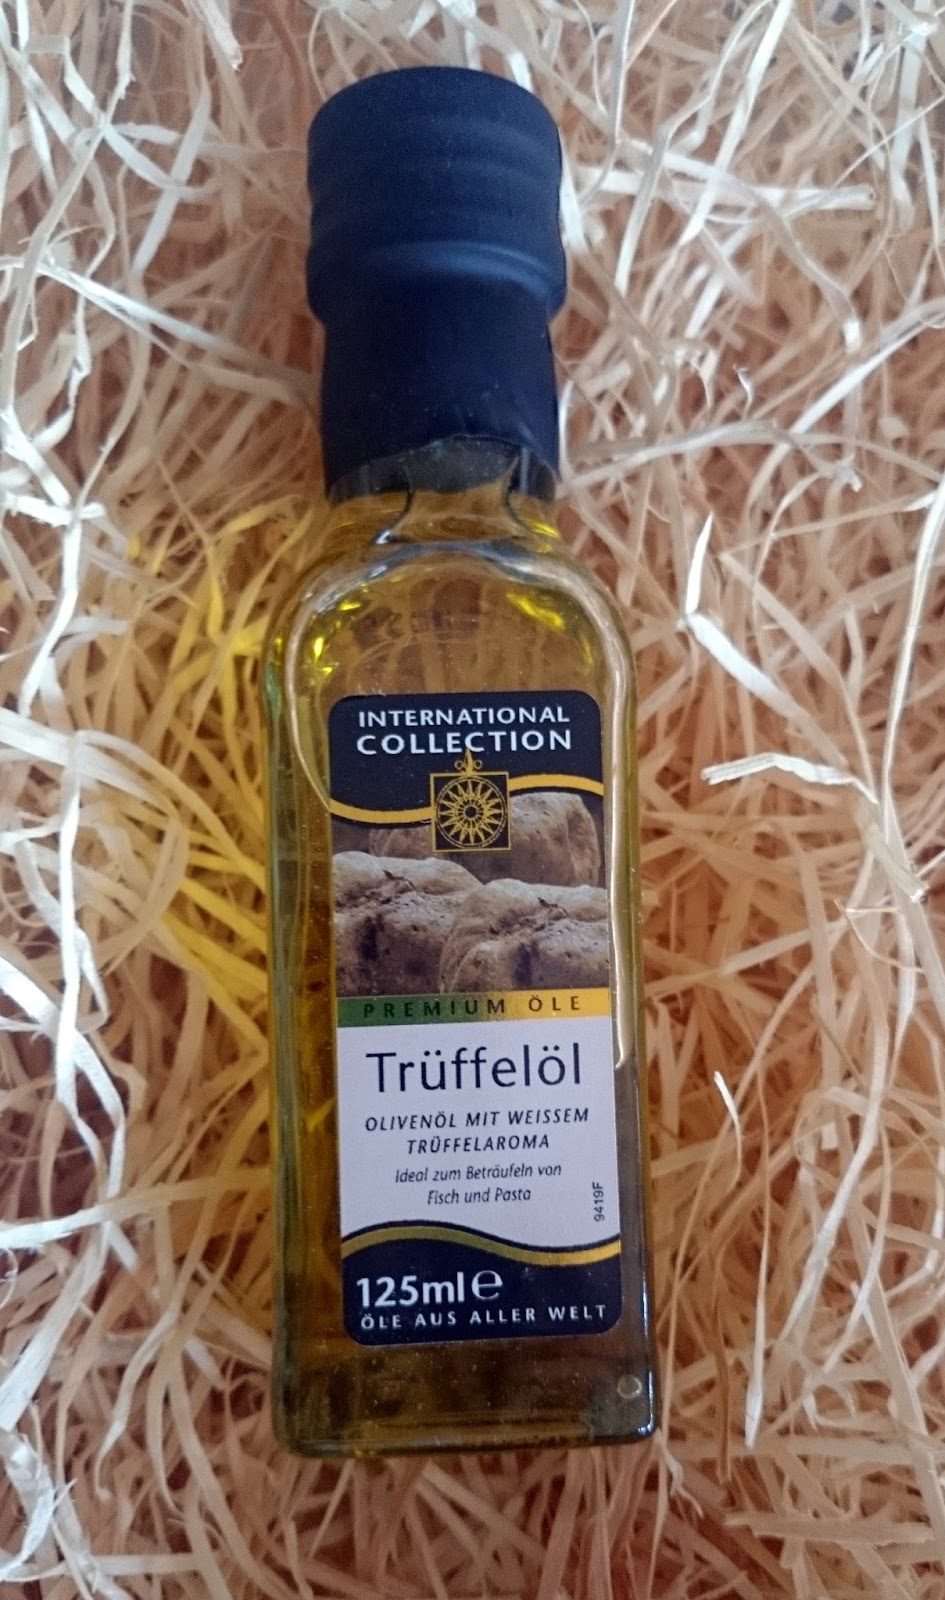 INTERNATIONAL
COLLECTION
PREMIUM ÖLE
Trüffelöl
OLIVENÖL MIT WEISSEM
TRÜFFELAROMA
Ideal zum Beträufeln von
Fisch und Pasta
9419F
125ml℮
ÖLE AUS ALLER WELT